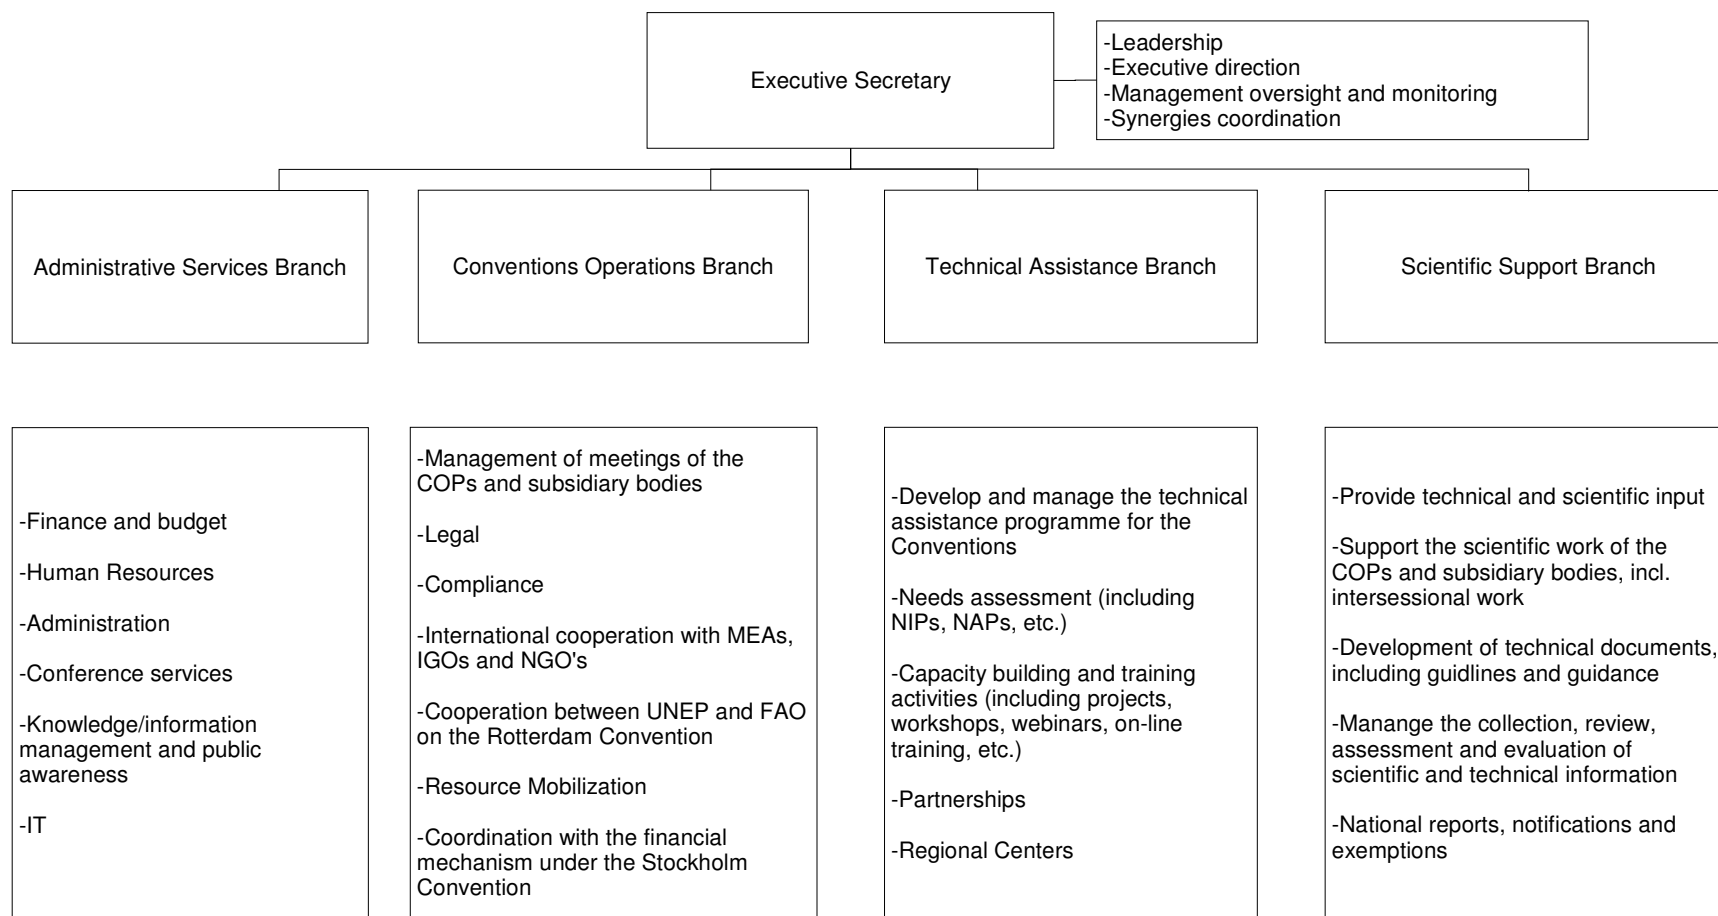 Executive Secretary
-Leadership
-Executive direction
-Management oversight and monitoring
-Synergies coordination
Administrative Services Branch
Conventions Operations Branch
Technical Assistance Branch
Scientific Support Branch
-Finance and budget
-Human Resources
-Administration
-Conference services
-Knowledge/information
management and public
awareness
-IT
-Management of meetings of the
COPs and subsidiary bodies
-Legal
-Compliance
-International cooperation with MEAs,
IGOs and NGO's
-Cooperation between UNEP and FAO
on the Rotterdam Convention
-Resource Mobilization
-Coordination with the financial
mechanism under the Stockholm
Convention
-Develop and manage the technical
assistance programme for the
Conventions
-Needs assessment (including
NIPs, NAPs, etc.)
-Capacity building and training
activities (including projects,
workshops, webinars, on-line
training, etc.)
-Partnerships
-Regional Centers
-Provide technical and scientific input
-Support the scientific work of the
COPs and subsidiary bodies, incl.
intersessional work
-Development of technical documents,
including guidlines and guidance
-Manange the collection, review,
assessment and evaluation of
scientific and technical information
-National reports, notifications and
exemptions